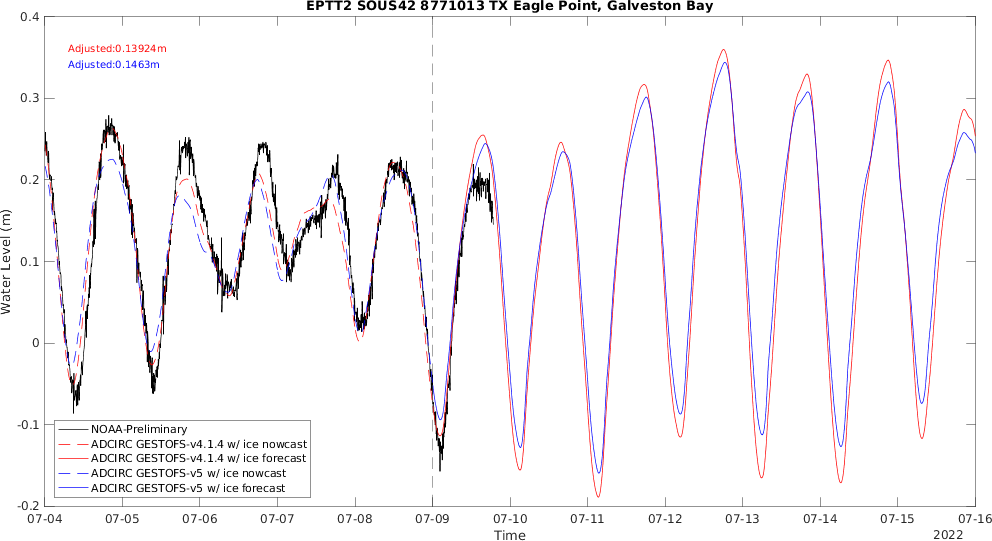 EPTT2 SOUS42 8771013 TX Eagle Point, Galveston Bay
Adjusted:0.13924m
Adjusted:0.1463m
0.4
0.3
0.2
0.1
0
-0.1
-0.2
Water Level (m)
NOAA-Preliminary
ADCIRC GESTOFS-v4.1.4 w/ ice nowcast
ADCIRC GESTOFS-v4.1.4 w/ ice forecast
ADCIRC GESTOFS-v5 w/ ice nowcast
ADCIRC GESTOFS-v5 w/ ice forecast
07-04 07-05 07-06 07-07 07-08 07-09 07-10 07-11 07-12 07-13 07-14 07-15 07-16
Time
2022